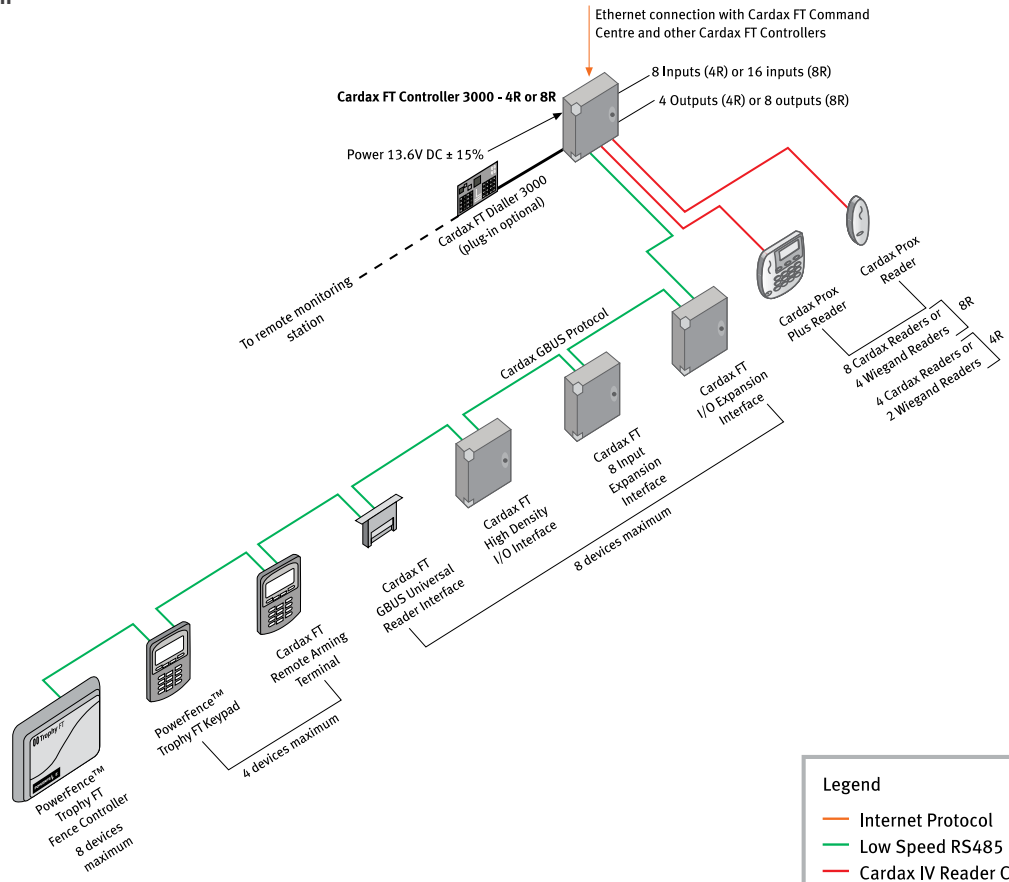 Ethernet connection with Cardax FT Command
Centre and other Cardax FT Controllers
8 Inputs (4R) or 16 inputs (8R)
Cardax FT Controller 3000 - 4R or 8R
4 Outputs (4R) or 8 outputs (8R)
Power 13.6V DC ± 15%
Cardax FT Dialler 3000
(plug-in optional)
To remote monitoring
station
Cardax Prox
Reader
Cardax Prox
Plus Reader
8 Cardax Readers or
4 Wiegand Readers
8R
4 Cardax Readers or
2 Wiegand Readers
4R
Cardax GBUS Protocol
Cardax FT
I/O Expansion
Interface
Cardax FT
8 Input
Expansion
Interface
Cardax FT
High Density
I/O Interface
Cardax FT
GBUS Universal
Reader Interface
8 devices maximum
Cardax FT
Remote Arming
Terminal
PowerFence™
Trophy FT Keypad
4 devices maximum
Trophy FT
PowerFence™
Trophy FT
Fence Controller
8 devices
maximum
Legend
Internet Protocol
Low Speed RS485
Cardax IV Reader C